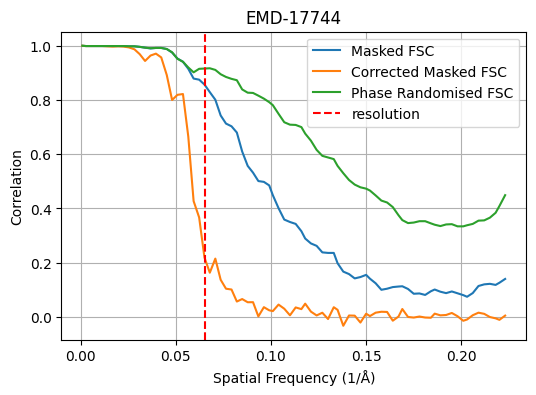 EMD-17744
Masked FSC
Corrected Masked FSC
Phase Randomised FSC
resolution
Correlation
1.0
0.8
0.6
0.4
0.2
0.0
0.00 0.05 0.10 0.15 0.20
Spatial Frequency (1/Å)